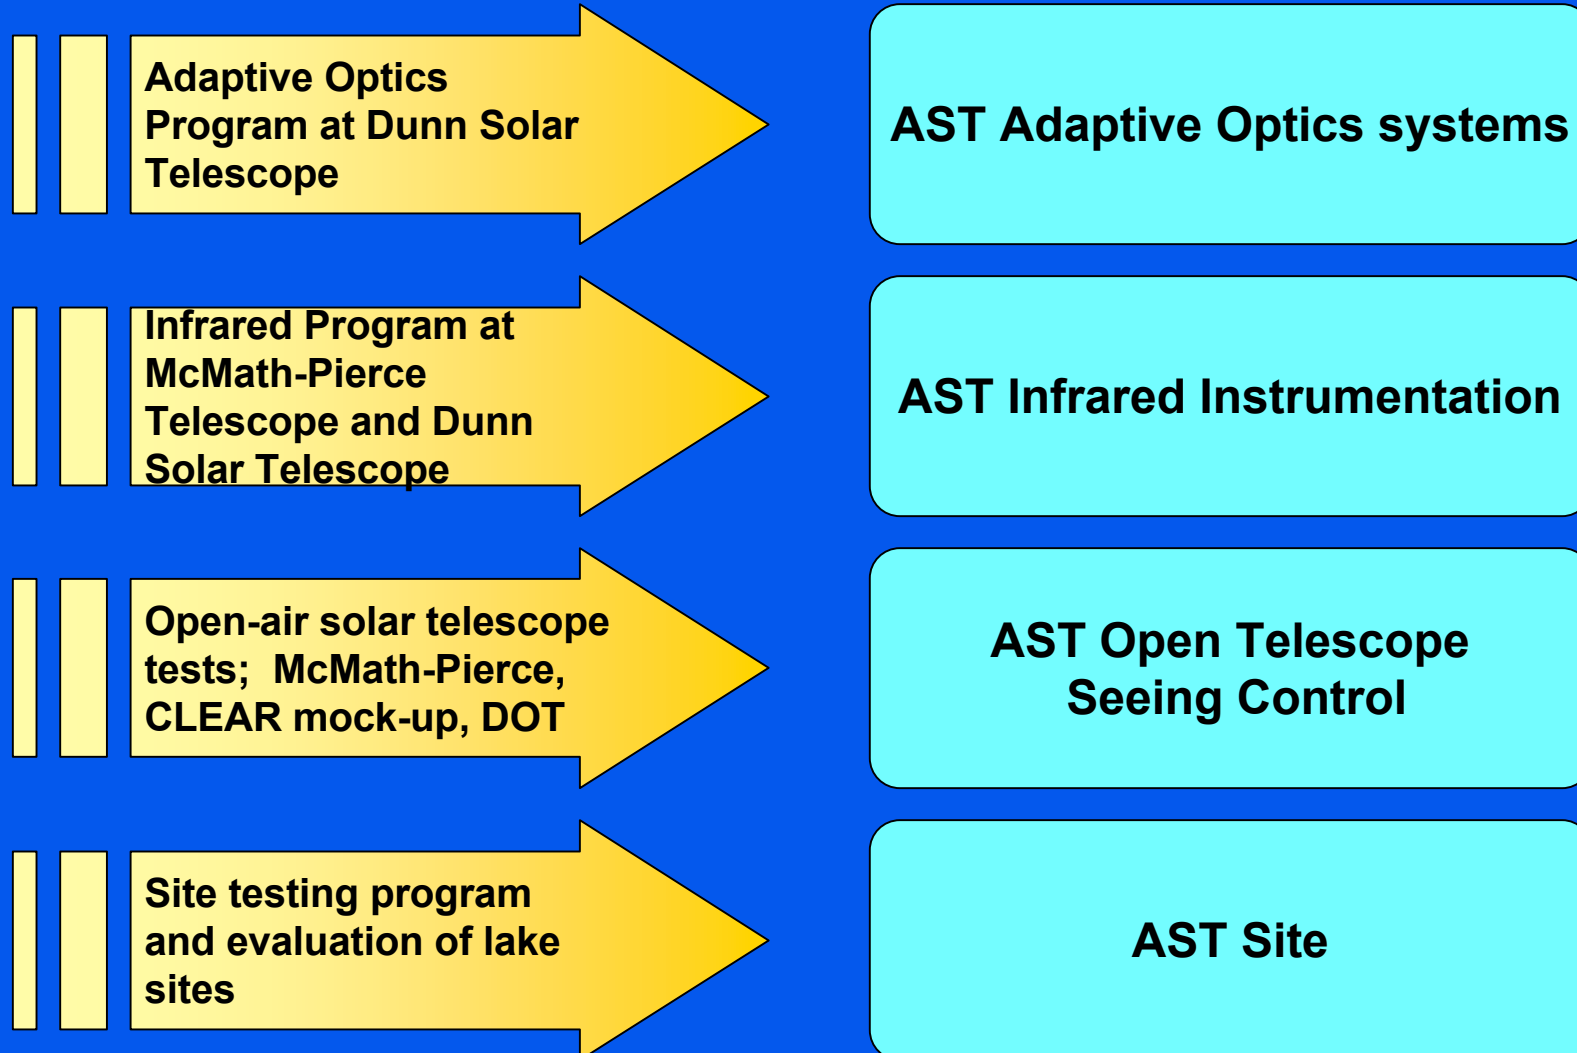 Adaptive Optics
Program at Dunn Solar
Telescope
AST Adaptive Optics systems
Infrared Program at
McMath-Pierce
Telescope and Dunn
Solar Telescope
AST Infrared Instrumentation
Open-air solar telescope
tests;  McMath-Pierce,
CLEAR mock-up, DOT
AST Open Telescope
Seeing Control
Site testing program
and evaluation of lake
sites
AST Site